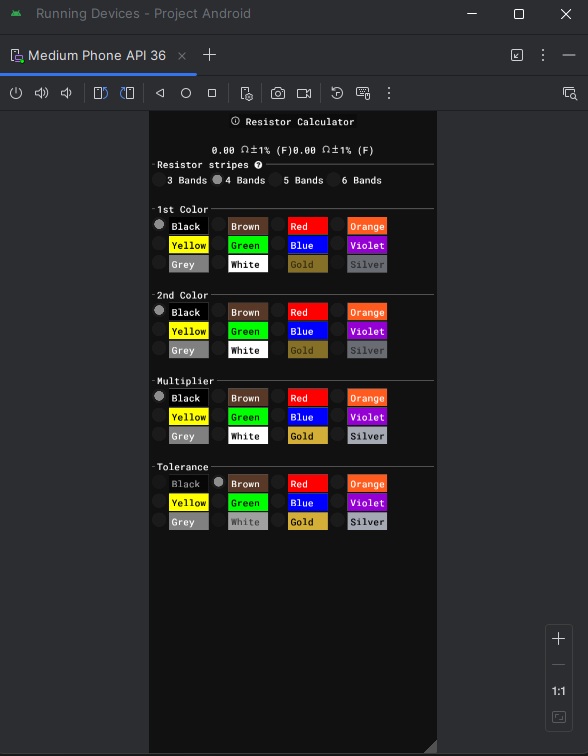 Running Devices - Project Android
Medium Phone API 36
Resistor Calculator
0.00 Ω±1% (F)0.00 Ω±1% (F)
Resistor stripes ?
3 Bands 4 Bands 5 Bands 6 Bands
1st Color
Black Brown Red Orange
Yellow Green Blue Violet
Grey White Gold Silver
2nd Color
Black Brown Red Orange
Yellow Green Blue Violet
Grey White Gold Silver
Multiplier
Black Brown Red Orange
Yellow Green Blue Violet
Grey White Gold Silver
Tolerance
Black Brown Red Orange
Yellow Green Blue Violet
Grey White Gold Silver
1:1